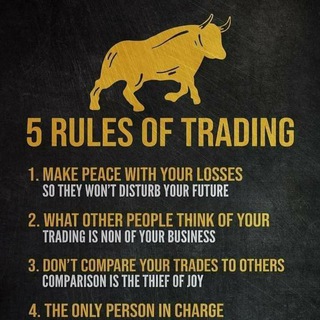 5 RULES OF TRADING
1. MAKE PEACE WITH YOUR LOSSES
SO THEY WON'T DISTURB YOUR FUTURE
2. WHAT OTHER PEOPLE THINK OF YOUR
TRADING IS NON OF YOUR BUSINESS
3. DON'T COMPARE YOUR TRADES TO OTHERS
COMPARISON IS THE THIEF OF JOY
4. THE ONLY PERSON IN CHARGE